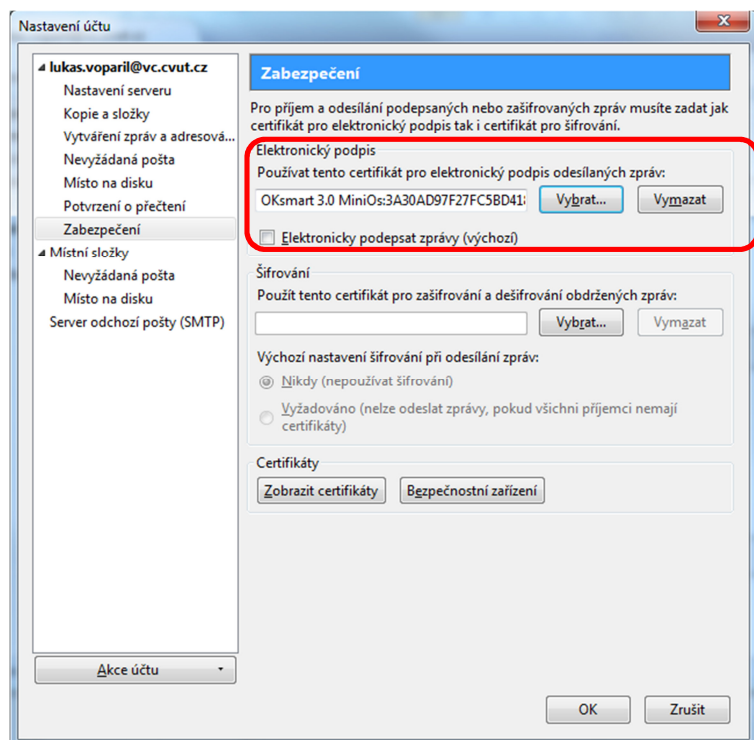 Nastavení účtu
lukas.voparil@vc.cvut.cz
Nastavení serveru
Kopie a složky
Vytváření zpráv a adresová...
Nevyžádaná pošta
Místo na disku
Potvrzení o přečtení
Zabezpečení
Místní složky
Nevyžádaná pošta
Místo na disku
Server odchozí pošty (SMTP)
Akce účtu
Zabezpečení
Pro příjem a odesílání podepsaných nebo zašifrovaných zpráv musíte zadat jak
certifikát pro elektronický podpis tak i certifikát pro šifrování.
Elektronický podpis
Používat tento certifikát pro elektronický podpis odesílaných zpráv:
OKsmart 3.0 MiniOs:3A30AD97F27FC5BD418 Vybrat... Vymazat
Elektronicky podepsat zprávy (výchozí)
Šifrování
Použít tento certifikát pro zašifrování a dešifrování obdržených zpráv:
Vybrat... Vymazat
Výchozí nastavení šifrování při odesílání zpráv:
Nikdy (nepoužívat šifrování)
Vyžadováno (nelze odeslat zprávy, pokud všichni příjemci nemají
certifikáty)
Certifikáty
Zobrazit certifikáty Bezpečnostní zařízení
OK Zrušit